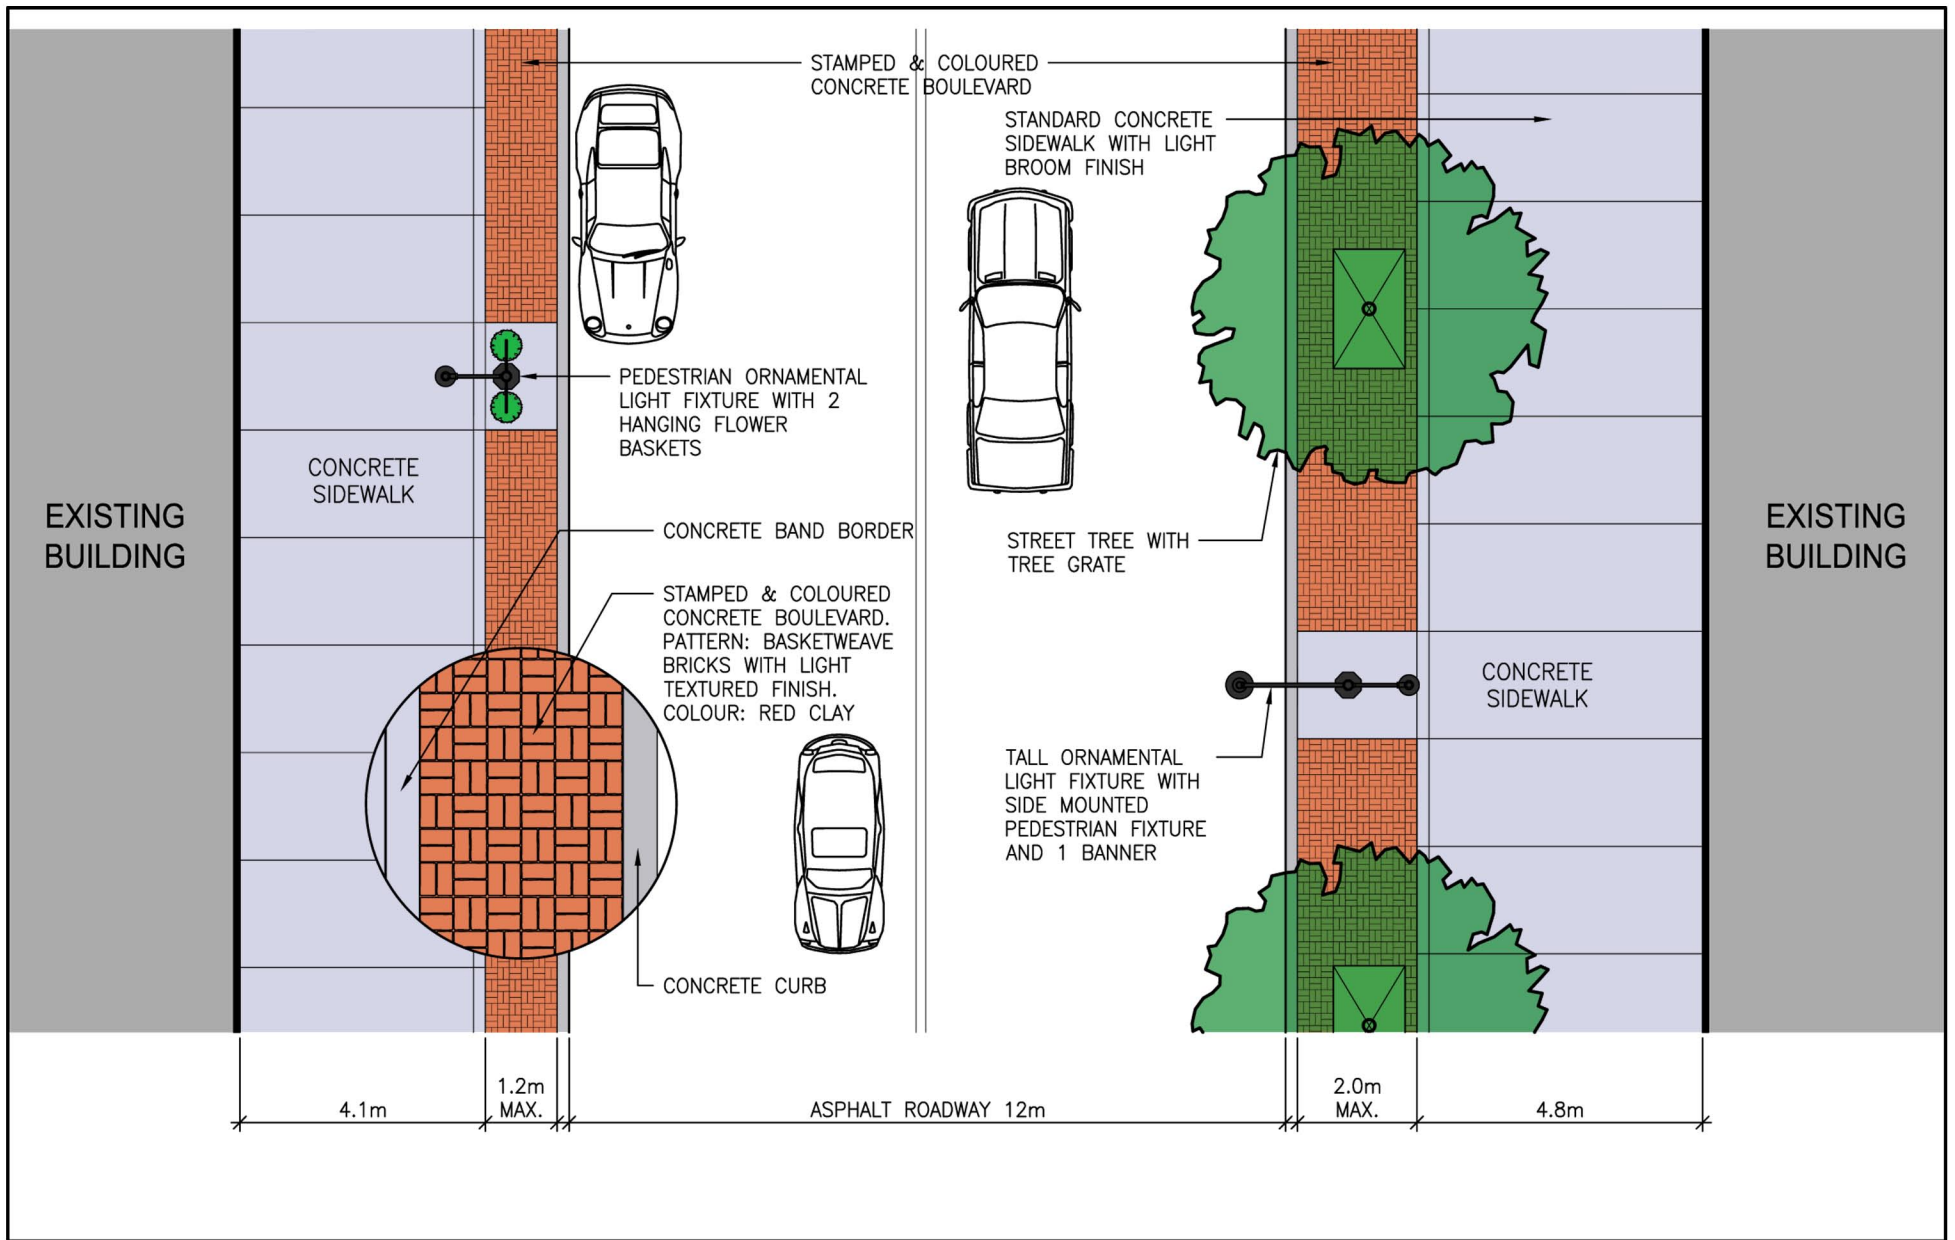 STAMPED & COLOURED
CONCRETE BOULEVARD
STANDARD CONCRETE
SIDEWALK WITH LIGHT
BROOM FINISH
PEDESTRIAN ORNAMENTAL
LIGHT FIXTURE WITH 2
HANGING FLOWER
BASKETS
CONCRETE
SIDEWALK
EXISTING
BUILDING
CONCRETE BAND BORDER
STAMPED & COLOURED
CONCRETE BOULEVARD.
PATTERN: BASKETWEAVE
BRICKS WITH LIGHT
TEXTURED FINISH.
COLOUR: RED CLAY
STREET TREE WITH
TREE GRATE
EXISTING
BUILDING
CONCRETE
SIDEWALK
TALL ORNAMENTAL
LIGHT FIXTURE WITH
SIDE MOUNTED
PEDESTRIAN FIXTURE
AND 1 BANNER
CONCRETE CURB
4.1m
1.2m
MAX.
ASPHALT ROADWAY 12m
2.0m
MAX.
4.8m